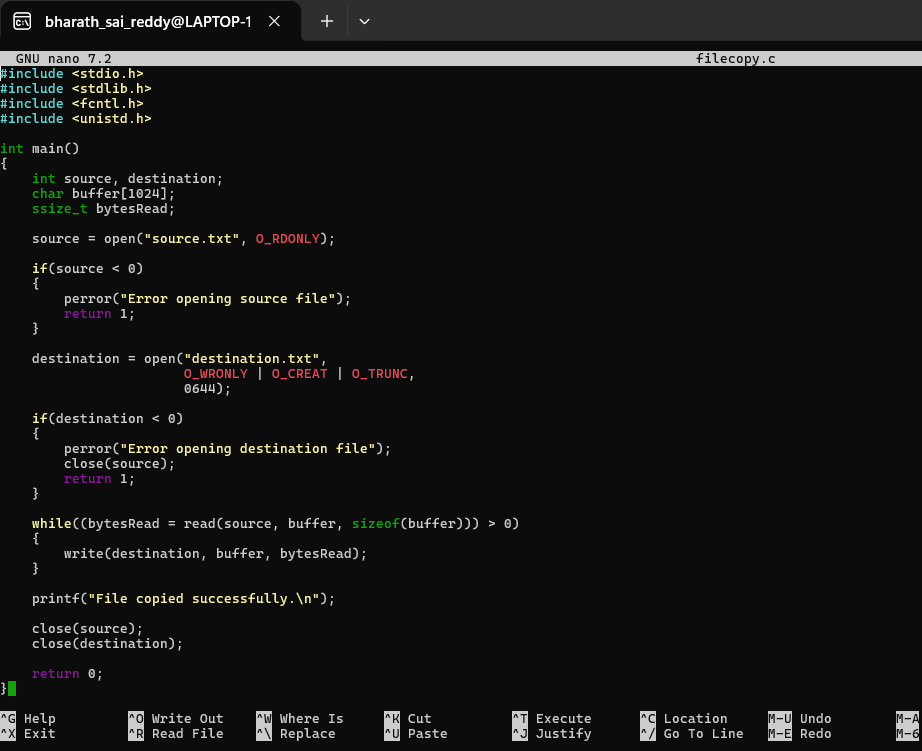 bharath_sai_reddy@LAPTOP-1
GNU nano 7.2 filecopy.c
#include <stdio.h>
#include <stdlib.h>
#include <fcntl.h>
#include <unistd.h>

int main()
{
    int source, destination;
    char buffer[1024];
    ssize_t bytesRead;

    source = open("source.txt", O_RDONLY);

    if(source < 0)
    {
        perror("Error opening source file");
        return 1;
    }

    destination = open("destination.txt",
                       O_WRONLY | O_CREAT | O_TRUNC,
                       0644);

    if(destination < 0)
    {
        perror("Error opening destination file");
        close(source);
        return 1;
    }

    while((bytesRead = read(source, buffer, sizeof(buffer))) > 0)
    {
        write(destination, buffer, bytesRead);
    }

    printf("File copied successfully.\n");

    close(source);
    close(destination);

    return 0;
}
^G Help ^O Write Out ^W Where Is ^K Cut ^T Execute ^C Location M-U Undo M-A
^X Exit ^R Read File ^\ Replace ^U Paste ^J Justify ^/ Go To Line M-E Redo M-6